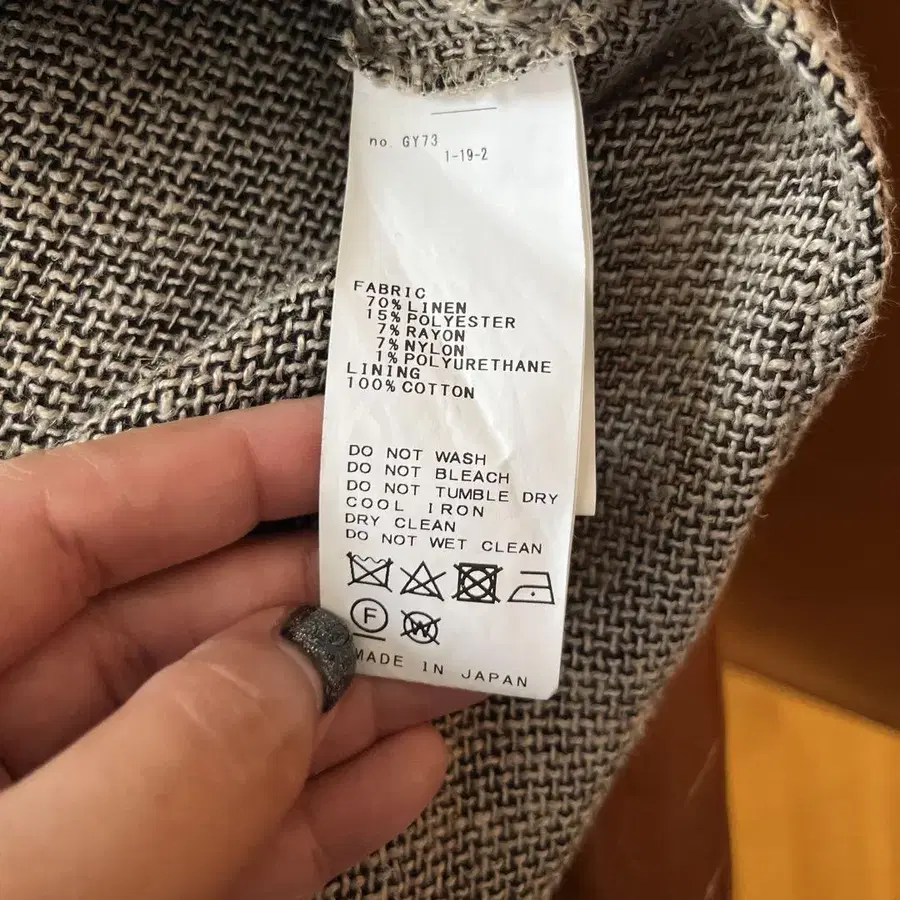 no. GY73
1-19-2
FABRIC
70% LINEN
15% POLYESTER
7% RAYON
7% NYLON
1% POLYURETHANE
LINING
100% COTTON
DO NOT WASH
DO NOT BLEACH
DO NOT TUMBLE DRY
COOL IRON
DRY CLEAN
DO NOT WET CLEAN
F W
MADE IN JAPAN